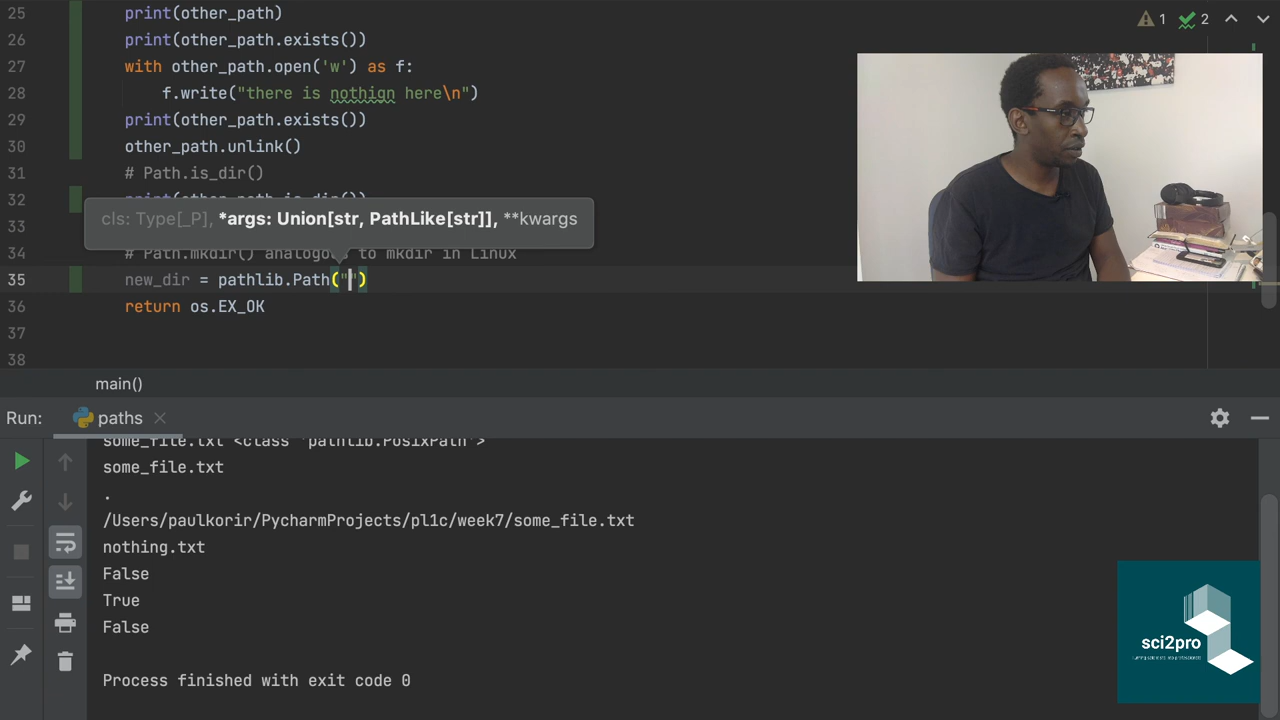 25 print(other_path)
26 print(other_path.exists())
27 with other_path.open('w') as f:
28 f.write("there is nothign here\n")
29 print(other_path.exists())
30 other_path.unlink()
31 # Path.is_dir()
32 print(other_path.is_dir())
33
cls: Type[_P], *args: Union[str, PathLike[str]], **kwargs
34 # Path.mkdir() analogous to mkdir in Linux
35 new_dir = pathlib.Path("")
36 return os.EX_OK
37
38
1 2
main()
Run: paths
some_file.txt <class 'pathlib.PosixPath'>
some_file.txt
.
/Users/paulkorir/PycharmProjects/pl1c/week7/some_file.txt
nothing.txt
False
True
False
Process finished with exit code 0
sci2pro